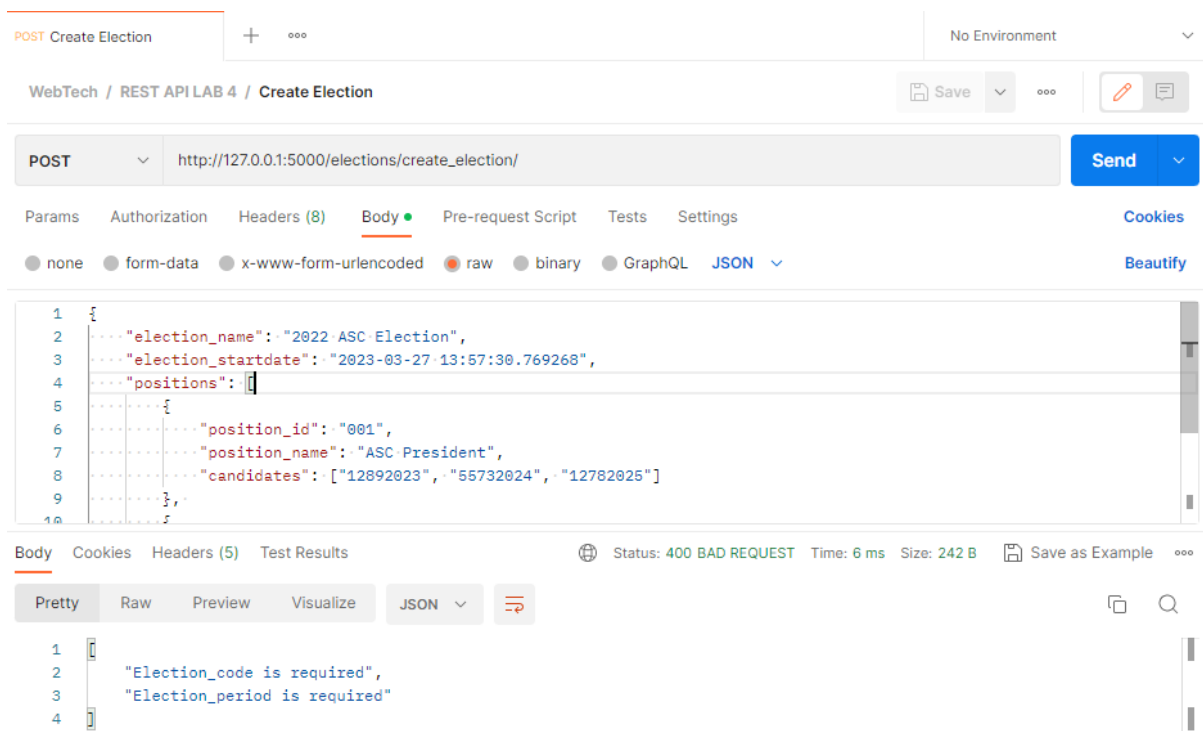 POST Create Election + ooo No Environment
WebTech / REST API LAB 4 / Create Election Save ooo
POST http://127.0.0.1:5000/elections/create_election/ Send
Params Authorization Headers (8) Body Pre-request Script Tests Settings Cookies
none form-data x-www-form-urlencoded raw binary GraphQL JSON Beautify
1 {
2 "election_name": "2022 ASC Election",
3 "election_startdate": "2023-03-27 13:57:30.769268",
4 "positions": [
5 {
6 "position_id": "001",
7 "position_name": "ASC President",
8 "candidates": ["12892023", "55732024", "12782025"]
9 },
10 {
Body Cookies Headers (5) Test Results Status: 400 BAD REQUEST Time: 6 ms Size: 242 B Save as Example ooo
Pretty Raw Preview Visualize JSON
1 [
2 "Election_code is required",
3 "Election_period is required"
4 ]